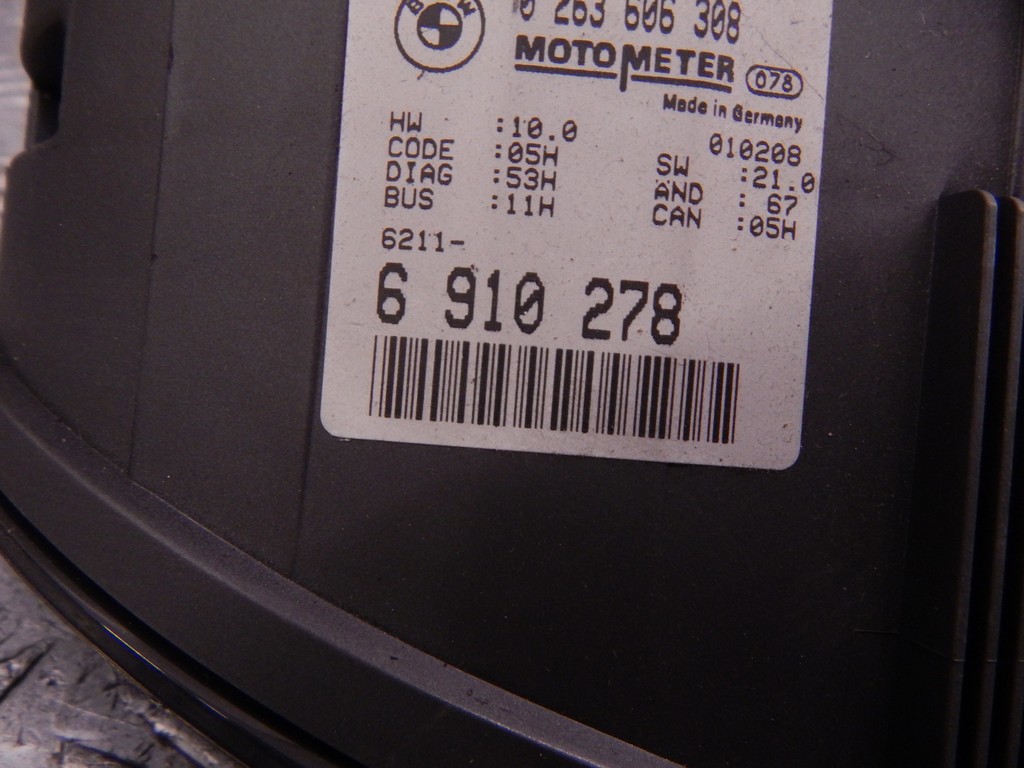 BMW
0 263 606 308
MOTOMETER 078
Made in Germany
010208
HW :10.0
CODE :05H
DIAG :53H
BUS :11H
SW :21.0
AND : 67
CAN :05H
6211-
6 910 278